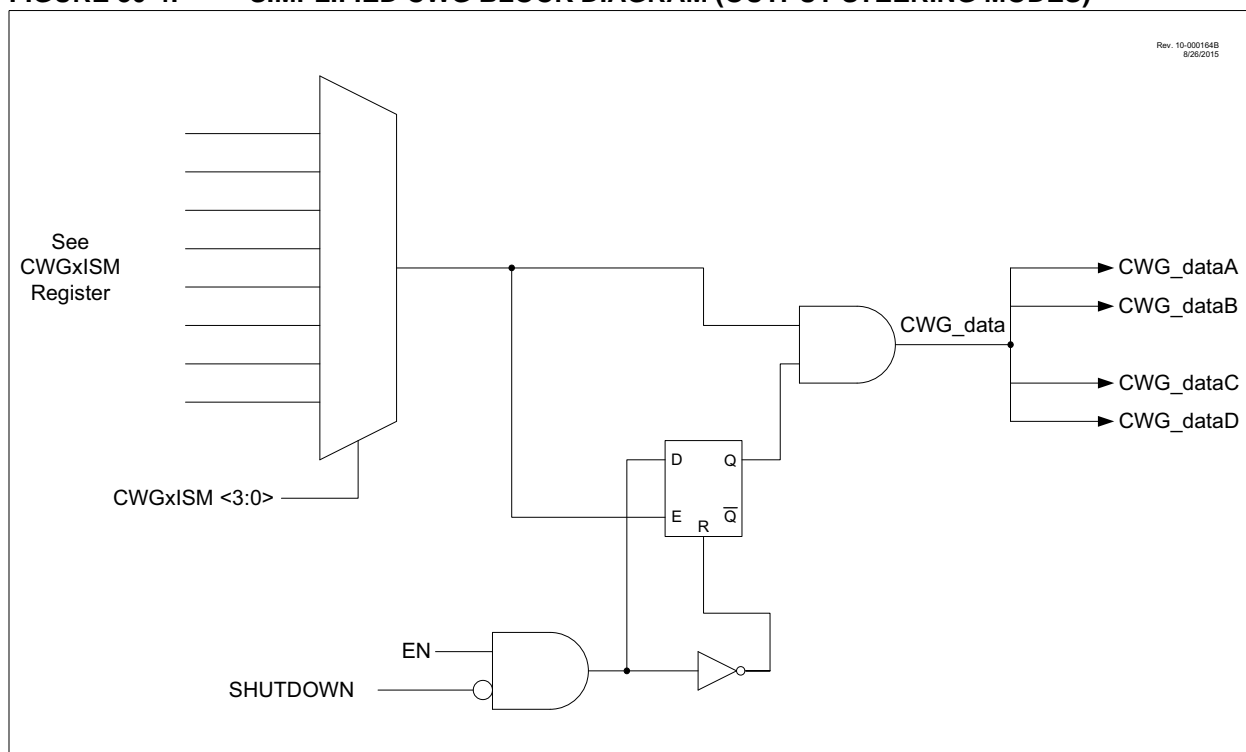 Rev. 10-000164B
8/26/2015
See
CWGxISM
Register
CWGxISM <3:0>
CWG_data
CWG_dataA
CWG_dataB
CWG_dataC
CWG_dataD
D
Q
E
Q
R
EN
SHUTDOWN